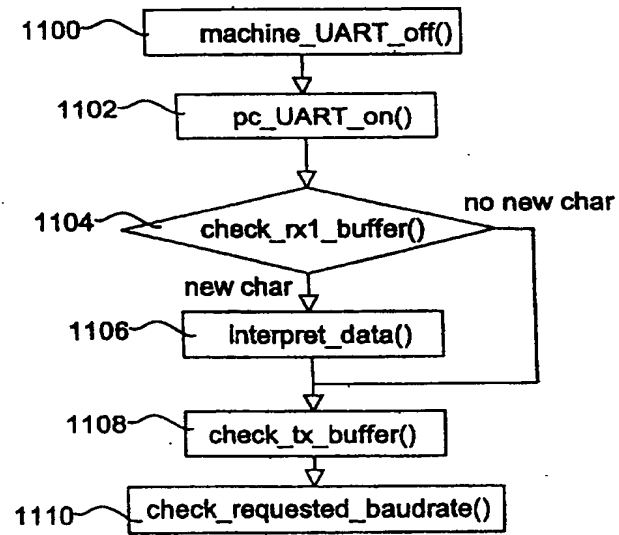 1100 machine_UART_off()
1102 pc_UART_on()
no new char
1104 check_rx1_buffer()
new char
1106 interpret_data()
1108 check_tx_buffer()
1110 check_requested_baudrate()